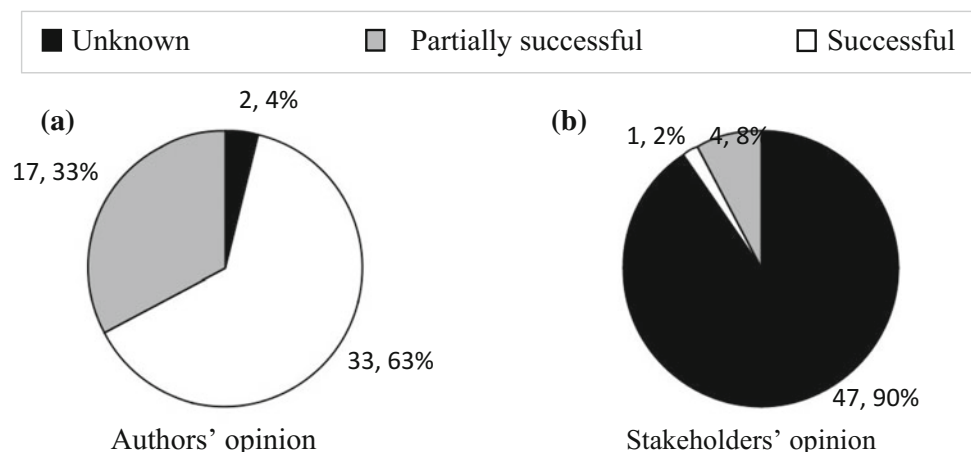 Unknown Partially successful Successful
(a)
2, 4%
17, 33%
33, 63%
Authors’ opinion
(b)
1, 2%
4, 8%
47, 90%
Stakeholders’ opinion